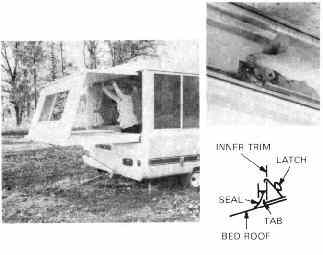 INNER TRIM
LATCH
SEAL
TAB
BED ROOF